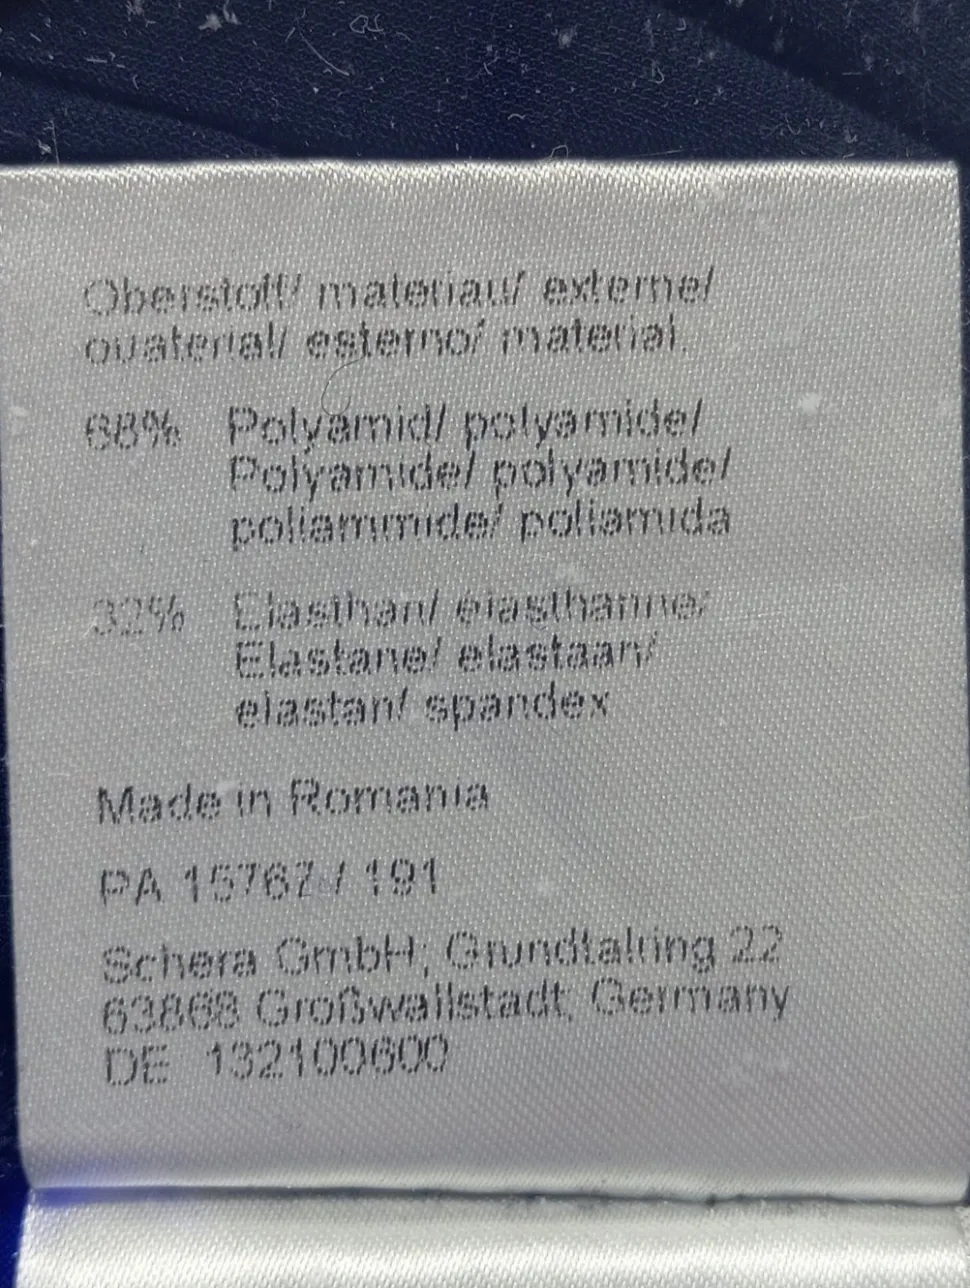 Oberstoff/ materiau/ externe/
ouaterial/ esterno/ material.
68% Polyamid/ polyamide/
Polyamide/ polyamide/
poliammide/ poliamida
32% Elasthan/ elasthanne/
Elastane/ elastaan/
elastan/ spandex
Made in Romania
PA 15767 / 191
Schera GmbH, Grundtalring 22
63868 Großwallstadt, Germany
DE 132100600